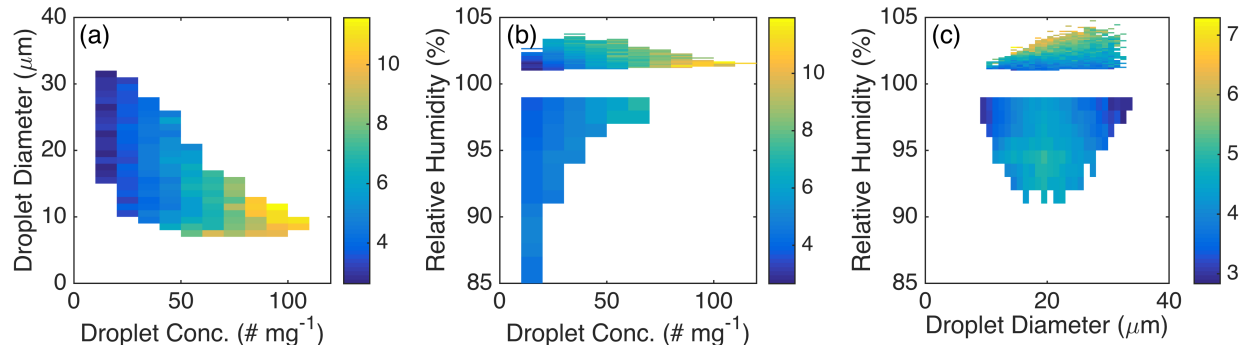 (a)
Droplet Diameter (μm)
40
30
20
10
0
0 50 100
Droplet Conc. (# mg-1)
10
8
6
4
(b)
Relative Humidity (%)
105
100
95
90
85
0 50 100
Droplet Conc. (# mg-1)
10
8
6
4
(c)
Relative Humidity (%)
105
100
95
90
85
0 20 40
Droplet Diameter (μm)
7
6
5
4
3